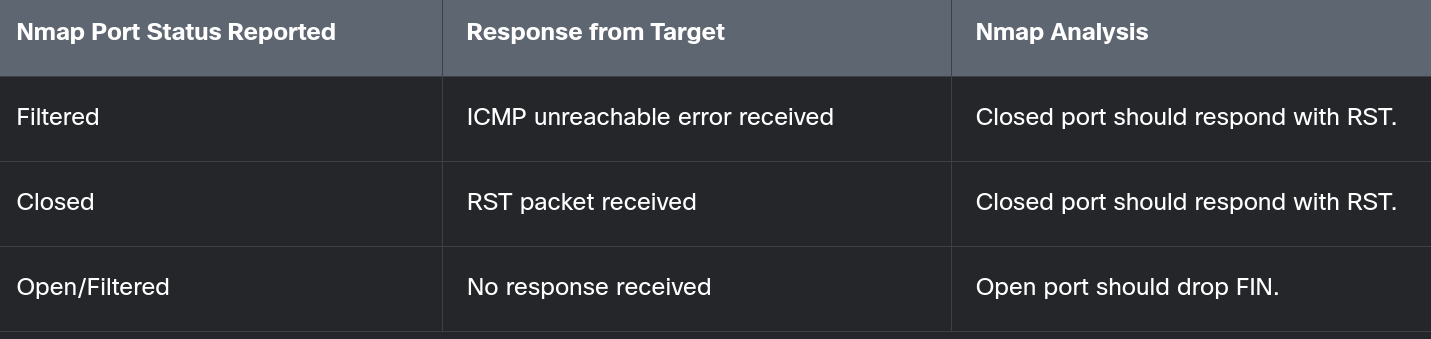 Nmap Port Status Reported
Response from Target
Nmap Analysis
Filtered
ICMP unreachable error received
Closed port should respond with RST.
Closed
RST packet received
Closed port should respond with RST.
Open/Filtered
No response received
Open port should drop FIN.